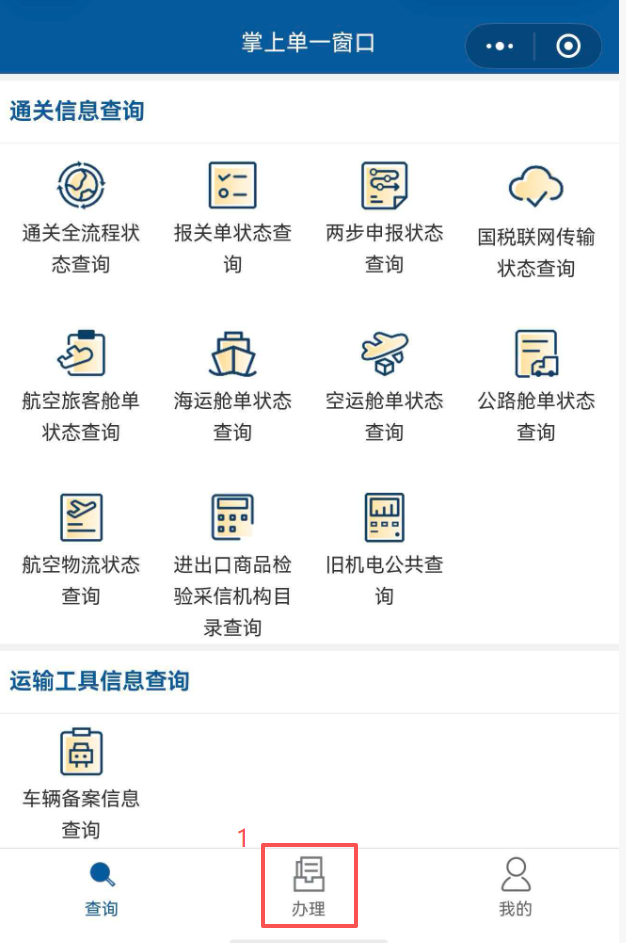 掌上单一窗口
通关信息查询
通关全流程状
态查询
报关单状态查
询
两步申报状态
查询
国税联网传输
状态查询
航空旅客舱单
状态查询
海运舱单状态
查询
空运舱单状态
查询
公路舱单状态
查询
航空物流状态
查询
进出口商品检
验采信机构目
录查询
旧机电公共查
询
运输工具信息查询
车辆备案信息
查询
1
查询
办理
我的